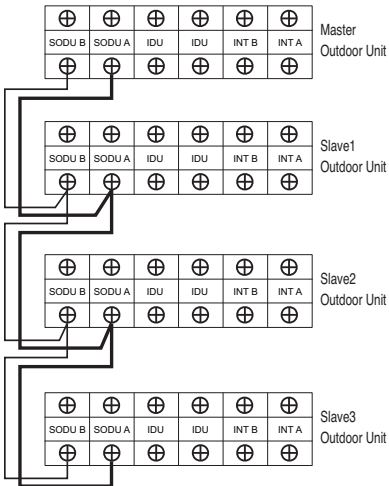 SODU B SODU A IDU IDU INT B INT A
Master
Outdoor Unit
SODU B SODU A IDU IDU INT B INT A
Slave1
Outdoor Unit
SODU B SODU A IDU IDU INT B INT A
Slave2
Outdoor Unit
SODU B SODU A IDU IDU INT B INT A
Slave3
Outdoor Unit